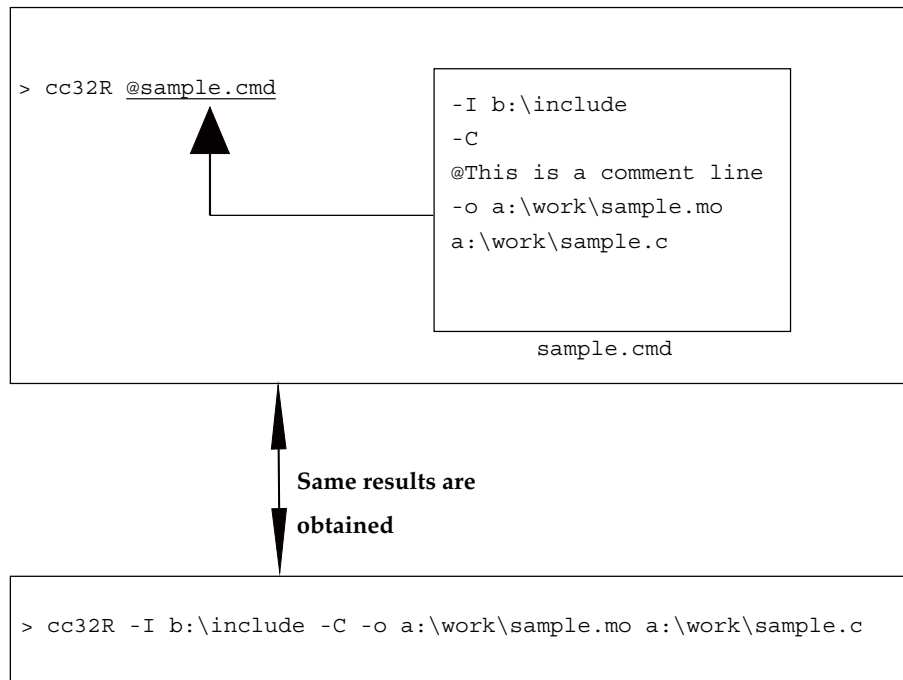 > cc32R @sample.cmd
-I b:\include
-C
@This is a comment line
-o a:\work\sample.mo
a:\work\sample.c
sample.cmd
Same results are
obtained
> cc32R -I b:\include -C -o a:\work\sample.mo a:\work\sample.c